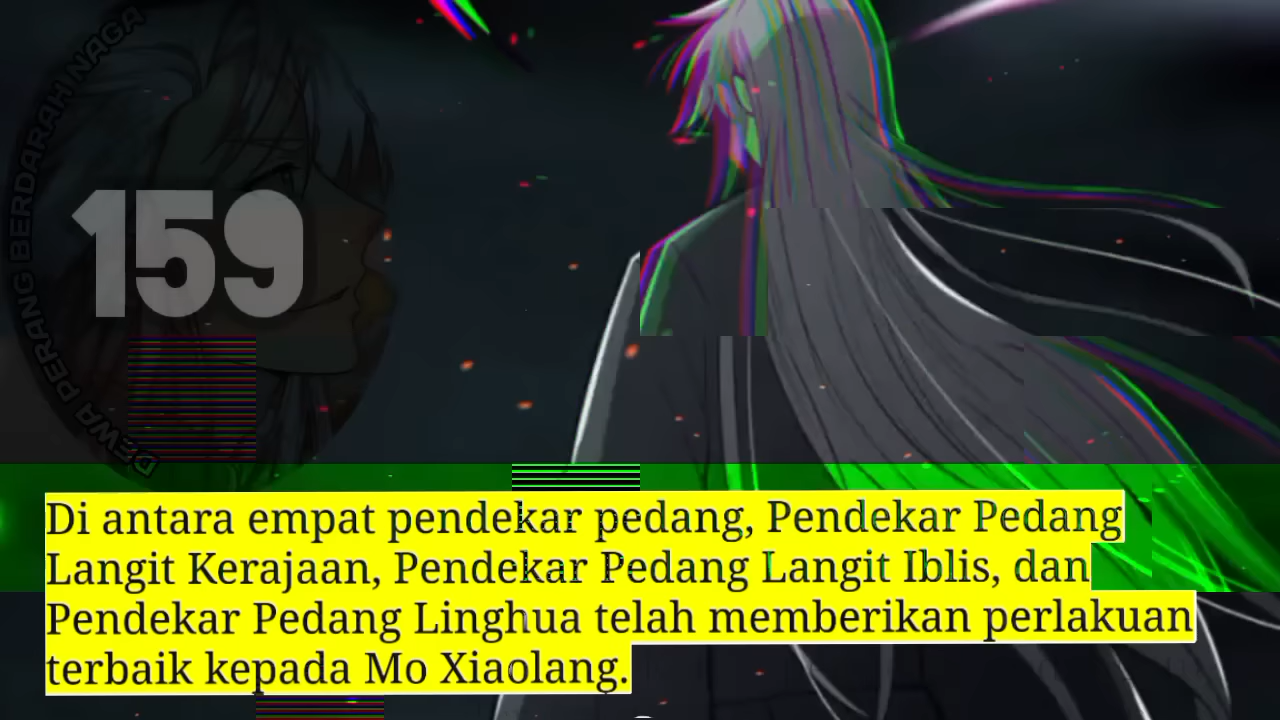 DEWA PERANG BERDARAH NAGA
159
Di antara empat pendekar pedang, Pendekar Pedang
Langit Kerajaan, Pendekar Pedang Langit Iblis, dan
Pendekar Pedang Linghua telah memberikan perlakuan
terbaik kepada Mo Xiaolang.